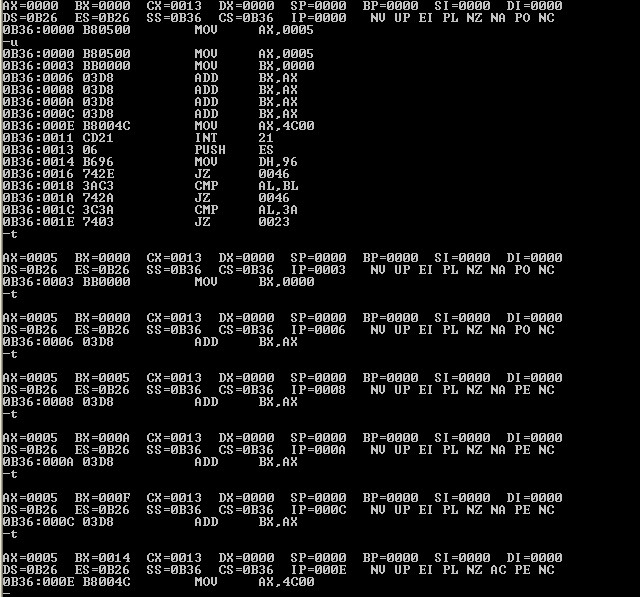 AX=0000  BX=0000  CX=0013  DX=0000  SP=0000  BP=0000  SI=0000  DI=0000
DS=0B26  ES=0B26  SS=0B36  CS=0B36  IP=0000   NV UP EI PL NZ NA PO NC
0B36:0000 B80500        MOV     AX,0005
-u
0B36:0000 B80500        MOV     AX,0005
0B36:0003 BB0000        MOV     BX,0000
0B36:0006 03D8          ADD     BX,AX
0B36:0008 03D8          ADD     BX,AX
0B36:000A 03D8          ADD     BX,AX
0B36:000C 03D8          ADD     BX,AX
0B36:000E B8004C        MOV     AX,4C00
0B36:0011 CD21          INT     21
0B36:0013 06            PUSH    ES
0B36:0014 B696          MOV     DH,96
0B36:0016 742E          JZ      0046
0B36:0018 3AC3          CMP     AL,BL
0B36:001A 742A          JZ      0046
0B36:001C 3C3A          CMP     AL,3A
0B36:001E 7403          JZ      0023
-t
AX=0005  BX=0000  CX=0013  DX=0000  SP=0000  BP=0000  SI=0000  DI=0000
DS=0B26  ES=0B26  SS=0B36  CS=0B36  IP=0003   NV UP EI PL NZ NA PO NC
0B36:0003 BB0000        MOV     BX,0000
-t
AX=0005  BX=0000  CX=0013  DX=0000  SP=0000  BP=0000  SI=0000  DI=0000
DS=0B26  ES=0B26  SS=0B36  CS=0B36  IP=0006   NV UP EI PL NZ NA PO NC
0B36:0006 03D8          ADD     BX,AX
-t
AX=0005  BX=0005  CX=0013  DX=0000  SP=0000  BP=0000  SI=0000  DI=0000
DS=0B26  ES=0B26  SS=0B36  CS=0B36  IP=0008   NV UP EI PL NZ NA PE NC
0B36:0008 03D8          ADD     BX,AX
-t
AX=0005  BX=000A  CX=0013  DX=0000  SP=0000  BP=0000  SI=0000  DI=0000
DS=0B26  ES=0B26  SS=0B36  CS=0B36  IP=000A   NV UP EI PL NZ NA PE NC
0B36:000A 03D8          ADD     BX,AX
-t
AX=0005  BX=000F  CX=0013  DX=0000  SP=0000  BP=0000  SI=0000  DI=0000
DS=0B26  ES=0B26  SS=0B36  CS=0B36  IP=000C   NV UP EI PL NZ NA PE NC
0B36:000C 03D8          ADD     BX,AX
-t
AX=0005  BX=0014  CX=0013  DX=0000  SP=0000  BP=0000  SI=0000  DI=0000
DS=0B26  ES=0B26  SS=0B36  CS=0B36  IP=000E   NV UP EI PL NZ AC PE NC
0B36:000E B8004C        MOV     AX,4C00
-